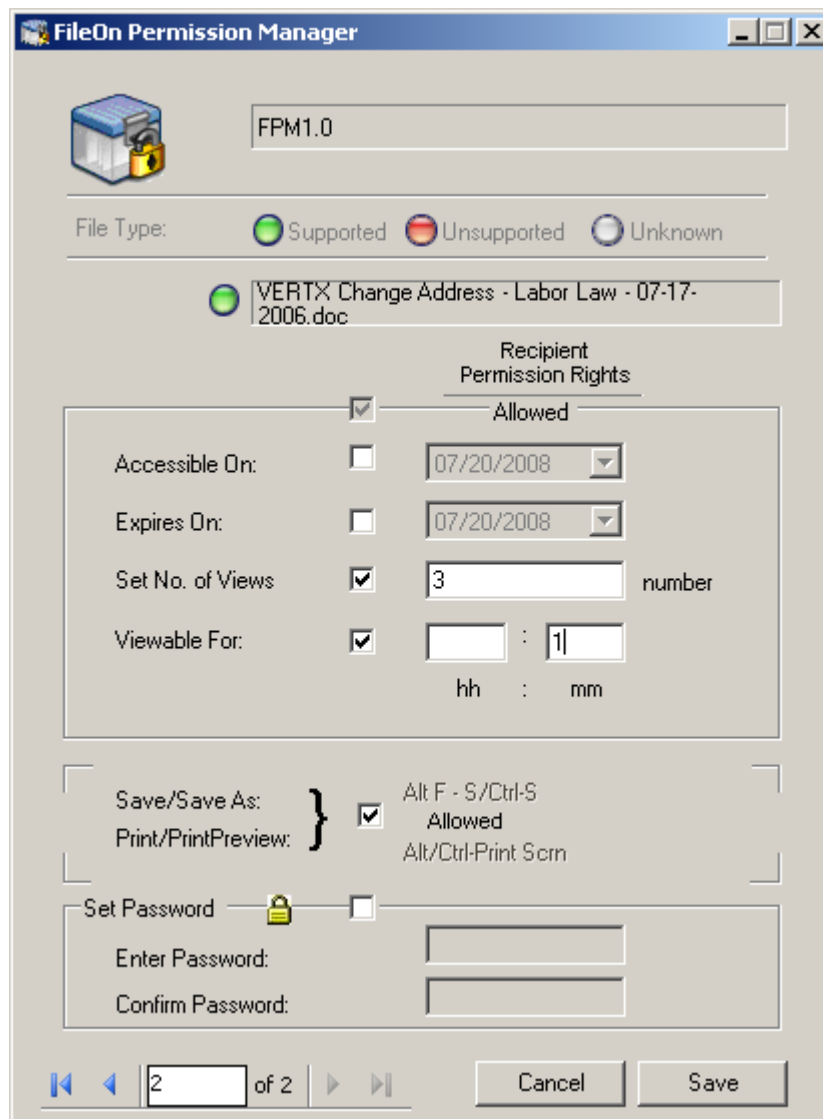 FileOn Permission Manager
FPM1.0
File Type: Supported Unsupported Unknown
VERTX Change Address - Labor Law - 07-17-
2006.doc
Recipient
Permission Rights
Allowed
Accessible On: 07/20/2008
Expires On: 07/20/2008
Set No. of Views 3 number
Viewable For: : 1
hh : mm
Save/Save As: Alt F - S/Ctrl-S
Allowed
Print/PrintPreview: } Alt/Ctrl-Print Scrn
Set Password
Enter Password:
Confirm Password:
2 of 2 Cancel Save